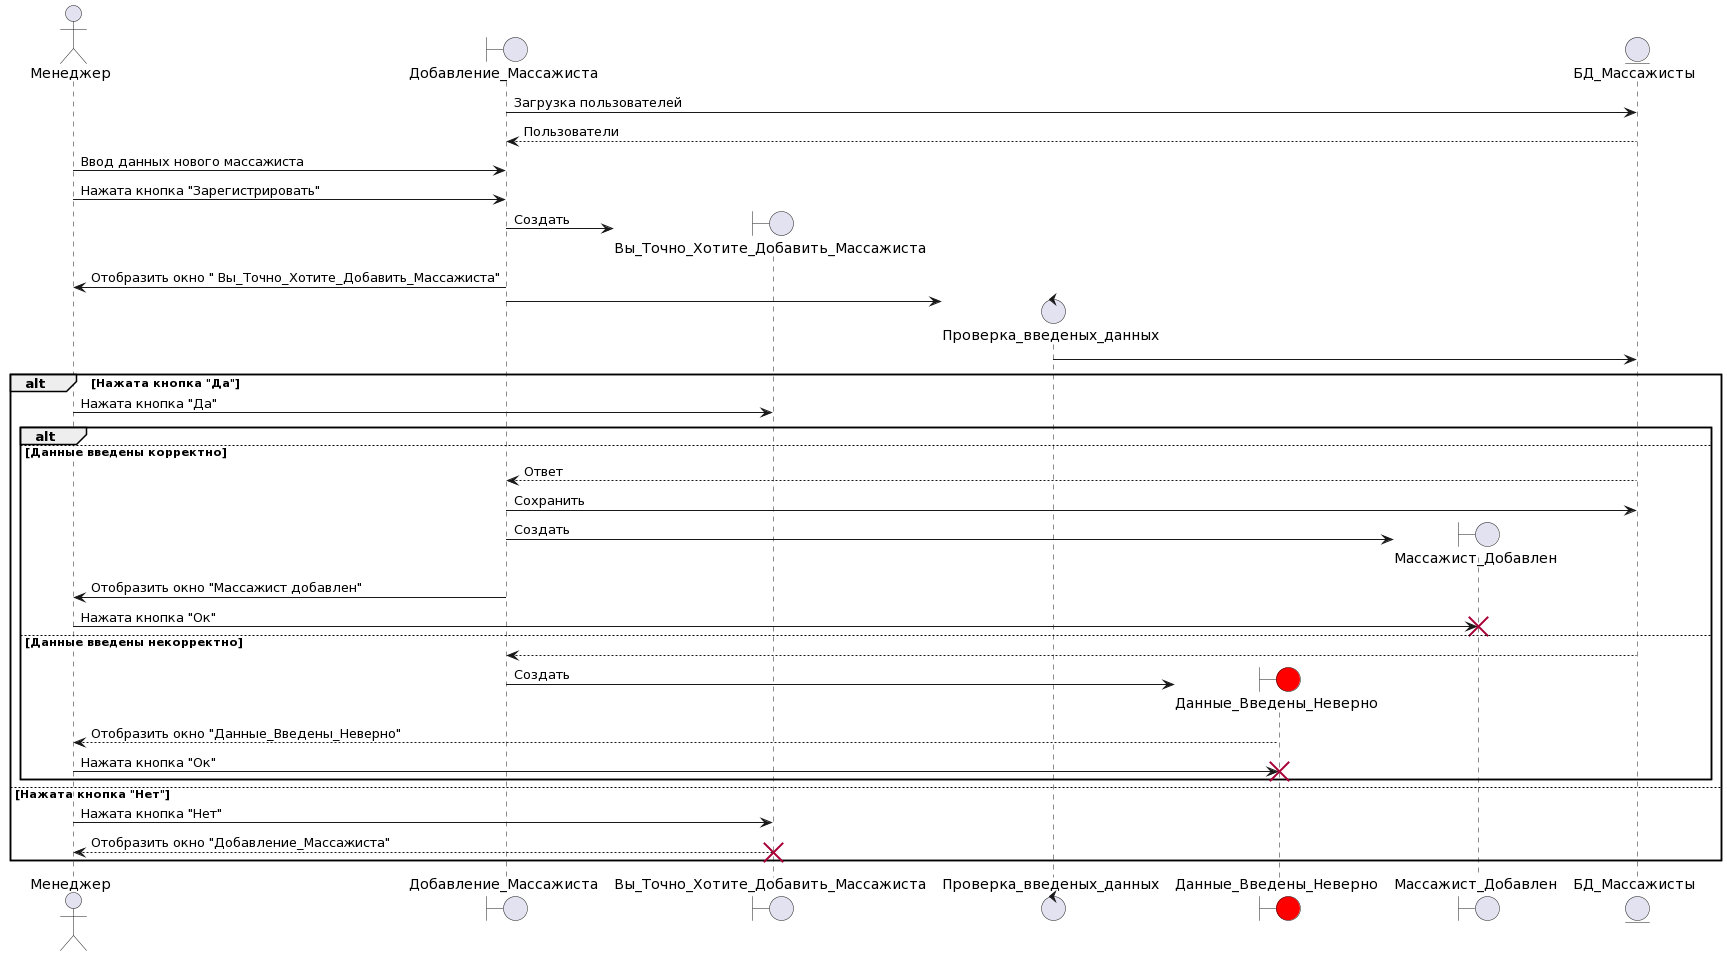 Менеджер
Добавление_Массажиста
БД_Массажисты
Загрузка пользователей
Пользователи
Ввод данных нового массажиста
Нажата кнопка "Зарегистрировать"
Создать
Вы_Точно_Хотите_Добавить_Массажиста
Отобразить окно " Вы_Точно_Хотите_Добавить_Массажиста"
Проверка_введеных_данных
alt [Нажата кнопка "Да"]
Нажата кнопка "Да"
alt
[Данные введены корректно]
Ответ
Сохранить
Создать
Массажист_Добавлен
Отобразить окно "Массажист добавлен"
Нажата кнопка "Ок"
[Данные введены некорректно]
Создать
Данные_Введены_Неверно
Отобразить окно "Данные_Введены_Неверно"
Нажата кнопка "Ок"
[Нажата кнопка "Нет"]
Нажата кнопка "Нет"
Отобразить окно "Добавление_Массажиста"
Менеджер
Добавление_Массажиста
Вы_Точно_Хотите_Добавить_Массажиста
Проверка_введеных_данных
Данные_Введены_Неверно
Массажист_Добавлен
БД_Массажисты